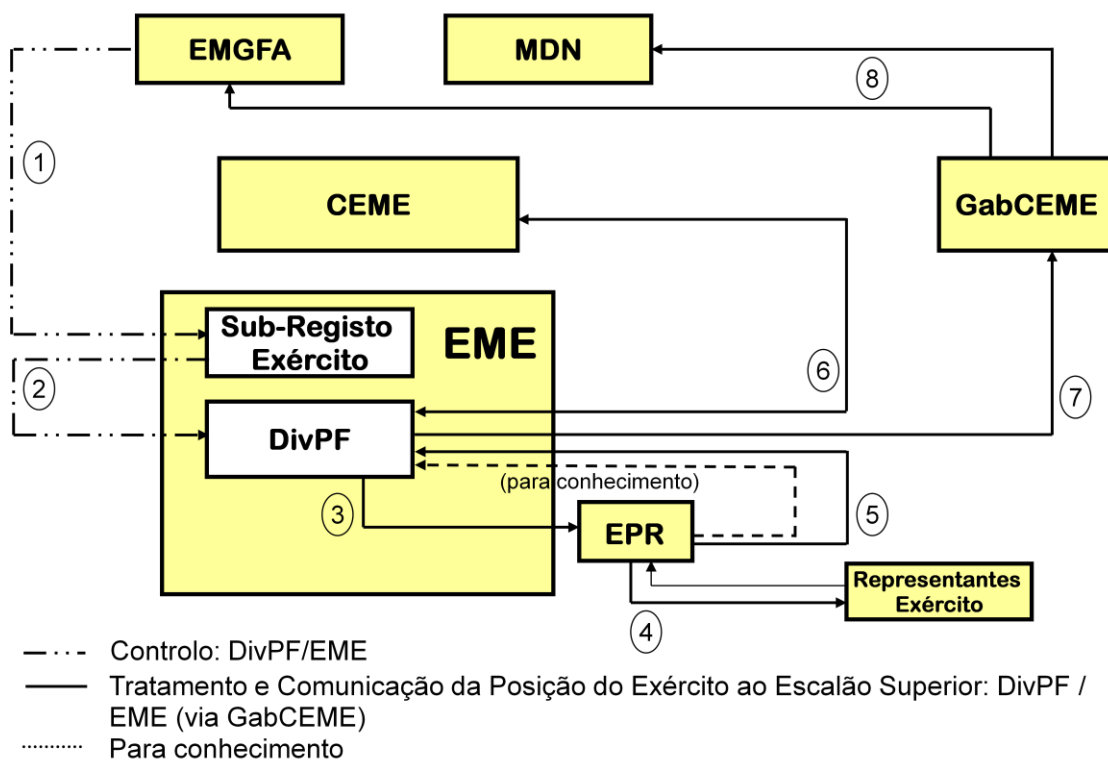 EMGFA
MDN
8
1
CEME
GabCEME
Sub-Registo
Exército
EME
2
6
7
DivPF
(para conhecimento)
3
5
EPR
Representantes
Exército
4
Controlo: DivPF/EME
Tratamento e Comunicação da Posição do Exército ao Escalão Superior: DivPF /
EME (via GabCEME)
Para conhecimento